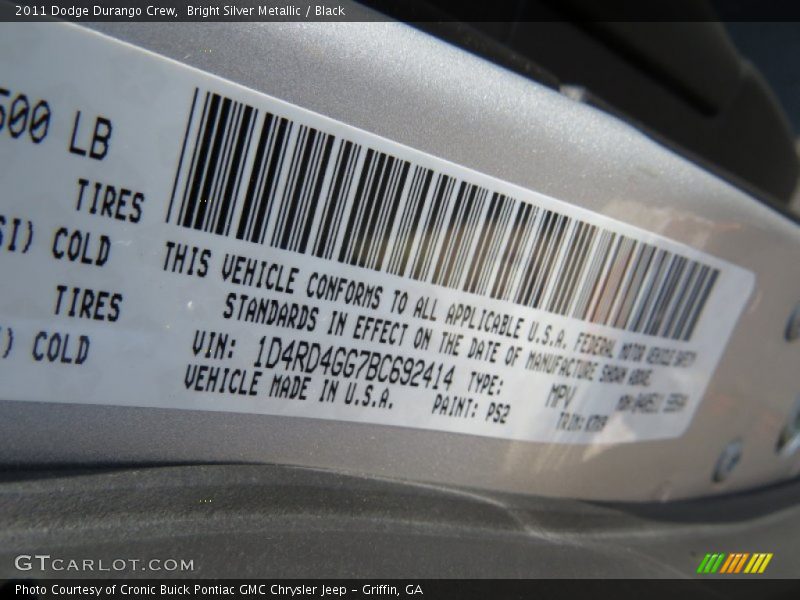 2011 Dodge Durango Crew, Bright Silver Metallic / Black
500 LB
TIRES
SI) COLD
TIRES
) COLD
THIS VEHICLE CONFORMS TO ALL APPLICABLE U.S.A. FEDERAL MOTOR VEHICLE SAFETY
STANDARDS IN EFFECT ON THE DATE OF MANUFACTURE SHOWN ABOVE.
VIN: 1D4RD4GG7BC692414 TYPE: MPV
VEHICLE MADE IN U.S.A. PAINT: PS2 TRIM:
GTCARLOT.COM
Photo Courtesy of Cronic Buick Pontiac GMC Chrysler Jeep - Griffin, GA